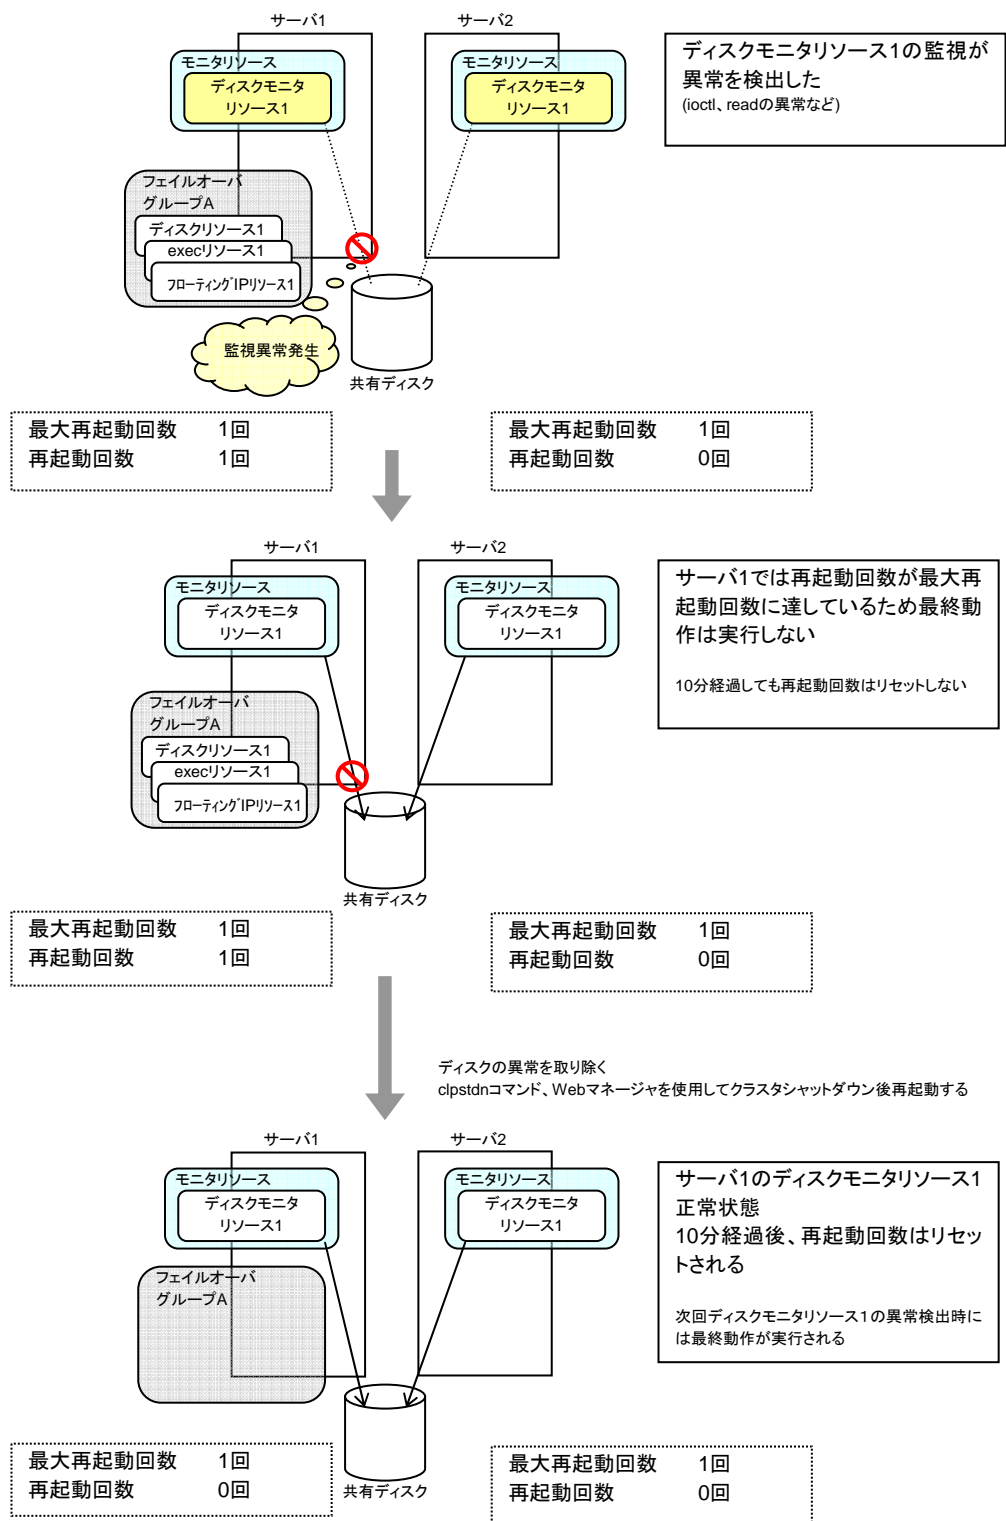 サーバ1
サーバ2
モニタリソース
ディスクモニタ
リソース1
モニタリソース
ディスクモニタ
リソース1
ディスクモニタリソース1の監視が
異常を検出した
(ioctl、readの異常など)
フェイルオーバ
グループA
ディスクリソース1
execリソース1
フローティングIPリソース1
監視異常発生
共有ディスク
最大再起動回数 1回
再起動回数 1回
最大再起動回数 1回
再起動回数 0回
サーバ1
サーバ2
モニタリソース
ディスクモニタ
リソース1
モニタリソース
ディスクモニタ
リソース1
サーバ1では再起動回数が最大再
起動回数に達しているため最終動
作は実行しない
10分経過しても再起動回数はリセットしない
フェイルオーバ
グループA
ディスクリソース1
execリソース1
フローティングIPリソース1
共有ディスク
最大再起動回数 1回
再起動回数 1回
最大再起動回数 1回
再起動回数 0回
ディスクの異常を取り除く
clpstdnコマンド、Webマネージャを使用してクラスタシャットダウン後再起動する
サーバ1
サーバ2
モニタリソース
ディスクモニタ
リソース1
モニタリソース
ディスクモニタ
リソース1
サーバ1のディスクモニタリソース1
正常状態
10分経過後、再起動回数はリセッ
トされる
次回ディスクモニタリソース1の異常検出時に
は最終動作が実行される
フェイルオーバ
グループA
共有ディスク
最大再起動回数 1回
再起動回数 0回
最大再起動回数 1回
再起動回数 0回